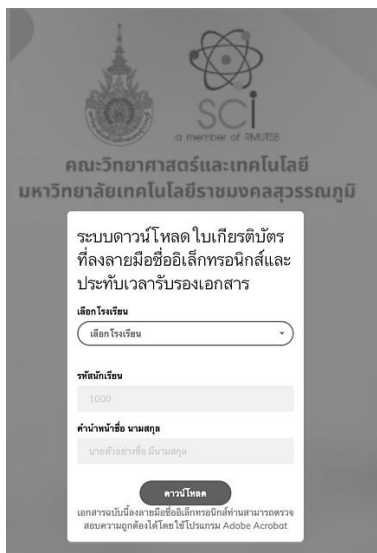 SCi
a member of RMUTSB
คณะวิทยาศาสตร์และเทคโนโลยี
มหาวิทยาลัยเทคโนโลยีราชมงคลสุวรรณภูมิ
ระบบดาวน์โหลดใบเกียรติบัตร
ที่ลงลายมือชื่ออิเล็กทรอนิกส์และ
ประทับเวลารับรองเอกสาร
เลือกโรงเรียน
เลือกโรงเรียน
รหัสนักเรียน
1000
คำนำหน้าชื่อ นามสกุล
นายตัวอย่างชื่อ มีนามสกุล
ดาวน์โหลด
เอกสารฉบับนี้ลงลายมือชื่ออิเล็กทรอนิกส์ท่านสามารถตรวจ
สอบความถูกต้องได้โดยใช้โปรแกรม Adobe Acrobat